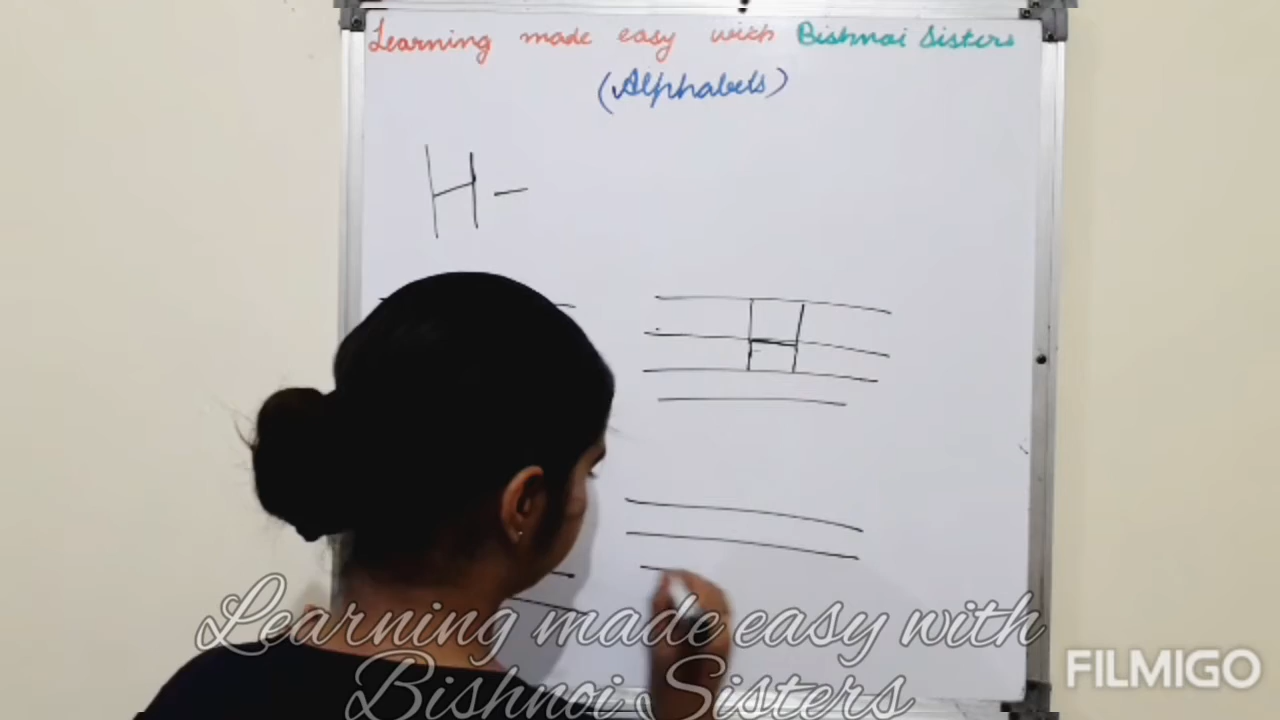 Learning made easy with Bishnoi Sisters
(Alphabets)
H -
H
Learning made easy with
Bishnoi Sisters
FILMIGO